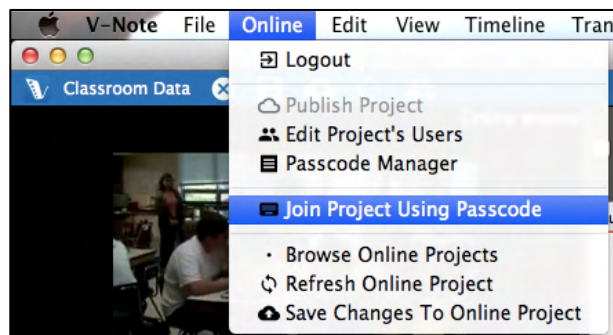 V-Note File Online Edit View Timeline Tran
Classroom Data
Logout
Publish Project
Edit Project's Users
Passcode Manager
Join Project Using Passcode
Browse Online Projects
Refresh Online Project
Save Changes To Online Project